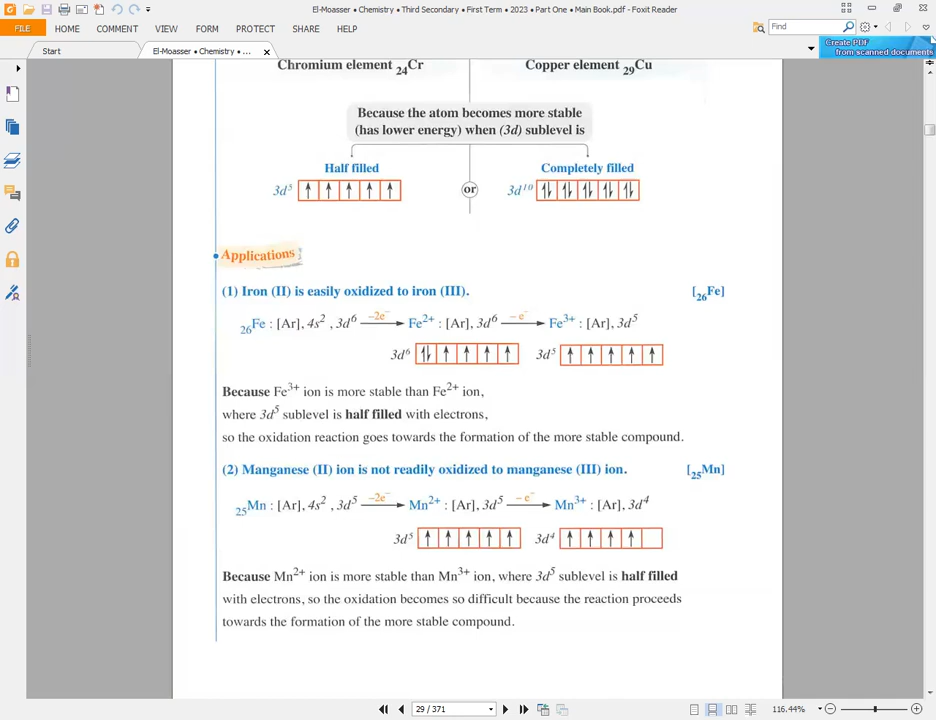 El-Moasser • Chemistry • Third Secondary • First Term • 2023 • Part One • Main Book.pdf - Foxit Reader
FILE HOME COMMENT VIEW FORM PROTECT SHARE HELP
Find
Start
El-Moasser • Chemistry • ...
Create PDF
from scanned documents
Chromium element ₂₄Cr
Copper element ₂₉Cu
Because the atom becomes more stable
(has lower energy) when (3d) sublevel is
Half filled
Completely filled
3d⁵
or
3d¹⁰
Applications
(1) Iron (II) is easily oxidized to iron (III). [₂₆Fe]
₂₆Fe : [Ar], 4s², 3d⁶ −2e⁻ Fe²⁺ : [Ar], 3d⁶ −e⁻ Fe³⁺ : [Ar], 3d⁵
3d⁶ 3d⁵
Because Fe³⁺ ion is more stable than Fe²⁺ ion,
where 3d⁵ sublevel is half filled with electrons,
so the oxidation reaction goes towards the formation of the more stable compound.
(2) Manganese (II) ion is not readily oxidized to manganese (III) ion. [₂₅Mn]
₂₅Mn : [Ar], 4s², 3d⁵ −2e⁻ Mn²⁺ : [Ar], 3d⁵ −e⁻ Mn³⁺ : [Ar], 3d⁴
3d⁵ 3d⁴
Because Mn²⁺ ion is more stable than Mn³⁺ ion, where 3d⁵ sublevel is half filled
with electrons, so the oxidation becomes so difficult because the reaction proceeds
towards the formation of the more stable compound.
29 / 371
116.44%